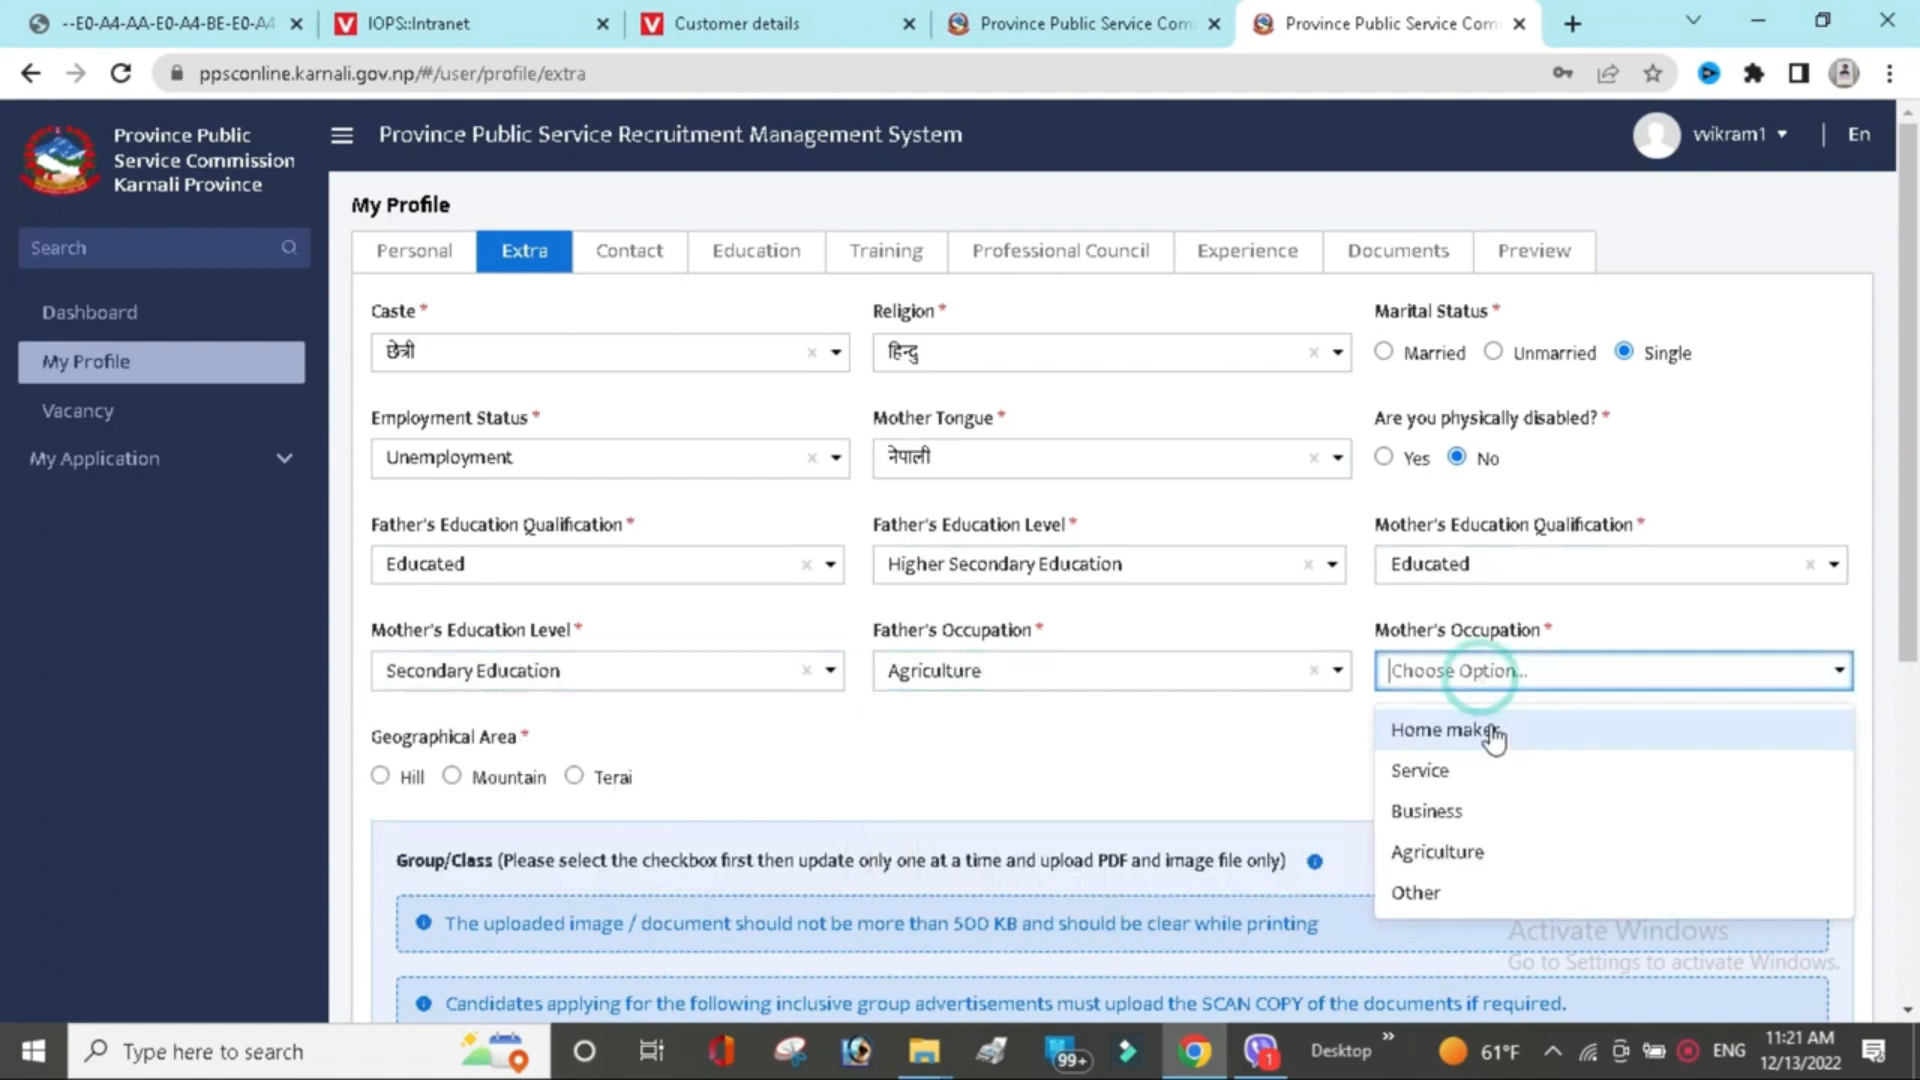 --E0-A4-AA-E0-A4-BE-E0-A4
IOPS::Intranet
Customer details
Province Public Service Com
Province Public Service Com
ppsconline.karnali.gov.np/#/user/profile/extra
Province Public
Service Commission
Karnali Province
Province Public Service Recruitment Management System
vvikram1
En
Search
Dashboard
My Profile
Vacancy
My Application
My Profile
Personal
Extra
Contact
Education
Training
Professional Council
Experience
Documents
Preview
Caste *
Religion *
Marital Status *
छेत्री
हिन्दु
Married
Unmarried
Single
Employment Status *
Mother Tongue *
Are you physically disabled? *
Unemployment
नेपाली
Yes
No
Father's Education Qualification *
Father's Education Level *
Mother's Education Qualification *
Educated
Higher Secondary Education
Educated
Mother's Education Level *
Father's Occupation *
Mother's Occupation *
Secondary Education
Agriculture
Choose Option...
Geographical Area *
Hill
Mountain
Terai
Home maker
Service
Business
Agriculture
Other
Group/Class (Please select the checkbox first then update only one at a time and upload PDF and image file only)
The uploaded image / document should not be more than 500 KB and should be clear while printing
Candidates applying for the following inclusive group advertisements must upload the SCAN COPY of the documents if required.
Activate Windows
Go to Settings to activate Windows.
Type here to search
99+
1
Desktop
61°F
ENG
11:21 AM
12/13/2022